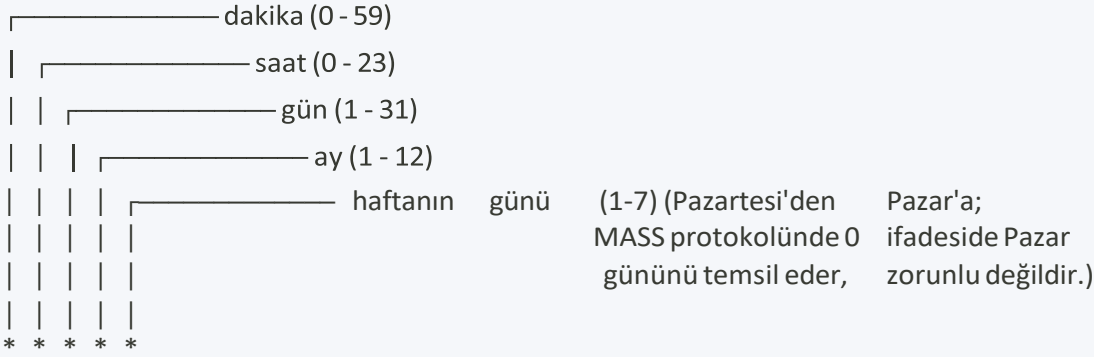 dakika (0 - 59)
saat (0 - 23)
gün (1 - 31)
ay (1 - 12)
haftanın günü (1-7) (Pazartesi'den Pazar'a;
MASS protokolünde 0 ifadeside Pazar
gününü temsil eder, zorunlu değildir.)
* * * * *